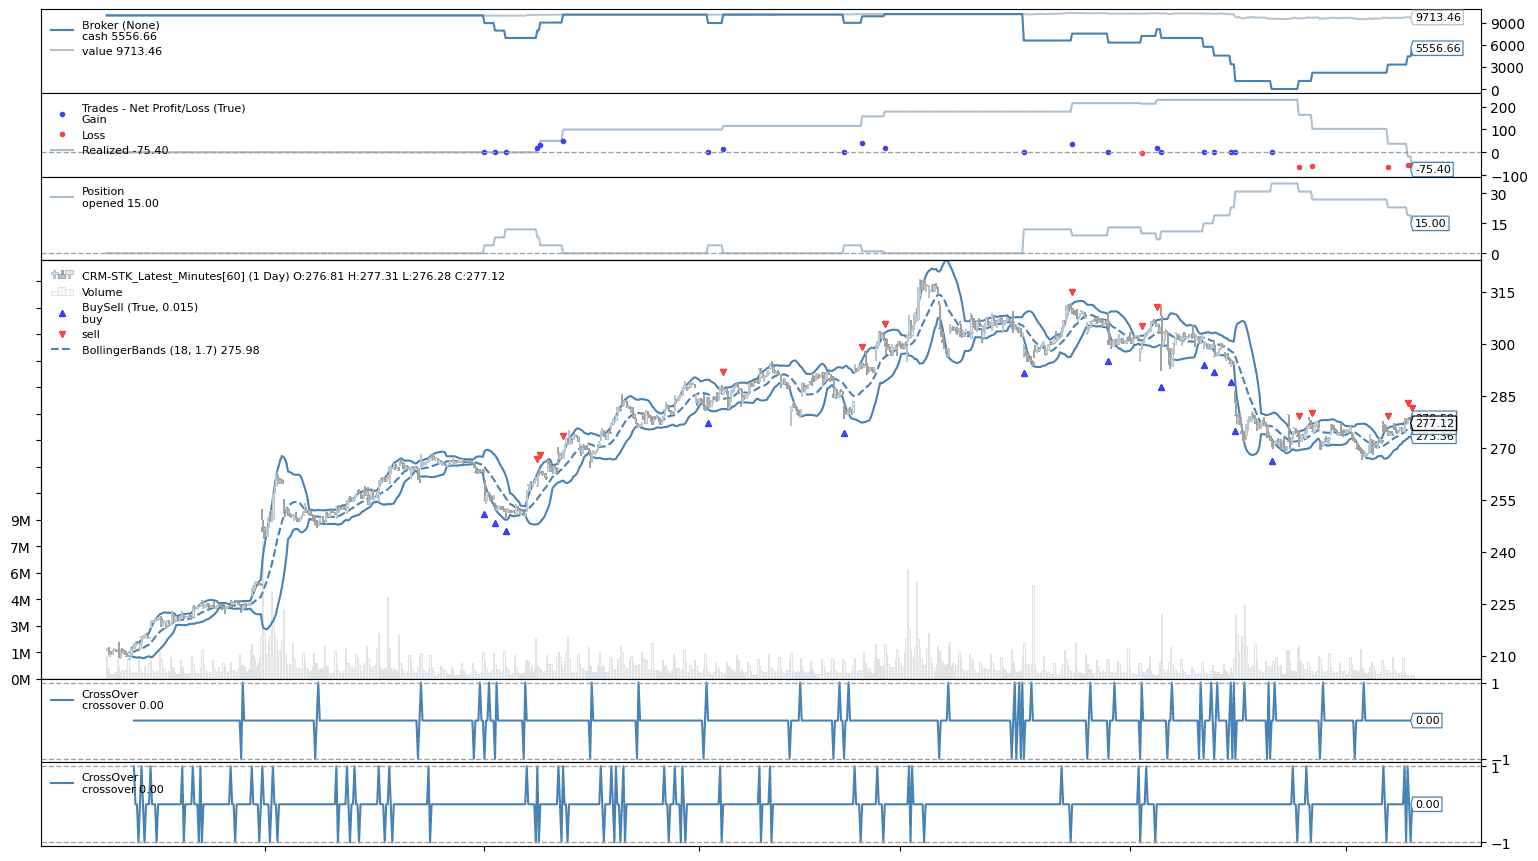 Broker (None)
cash 5556.66
value 9713.46
9713.46
5556.66
9000
6000
3000
0
Trades - Net Profit/Loss (True)
Gain
Loss
Realized -75.40
-75.40
200
100
0
−100
Position
opened 15.00
15.00
30
15
0
CRM-STK_Latest_Minutes[60] (1 Day) O:276.81 H:277.31 L:276.28 C:277.12
Volume
BuySell (True, 0.015)
buy
sell
BollingerBands (18, 1.7) 275.98
277.12
273.36
315
300
285
270
255
240
225
210
9M
7M
6M
4M
3M
1M
0M
CrossOver
crossover 0.00
0.00
1
−1
CrossOver
crossover 0.00
0.00
1
−1